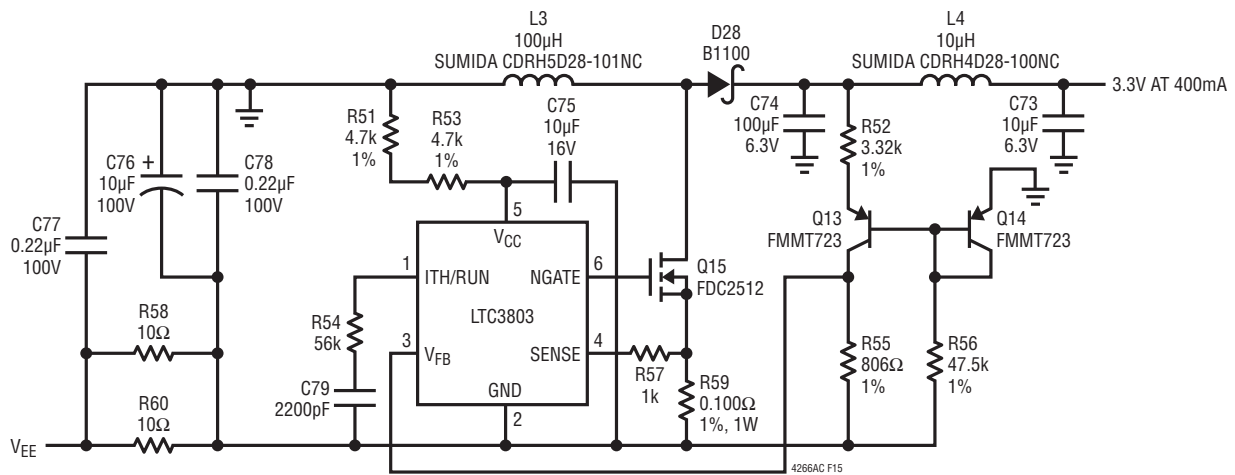 L3
100µH
SUMIDA CDRH5D28-101NC
D28
B1100
L4
10µH
SUMIDA CDRH4D28-100NC
3.3V AT 400mA
R51
4.7k
1%
R53
4.7k
1%
C75
10µF
16V
C74
100µF
6.3V
R52
3.32k
1%
C73
10µF
6.3V
C76
+
10µF
100V
C78
0.22µF
100V
C77
0.22µF
100V
5
VCC
Q13
FMMT723
Q14
FMMT723
1
ITH/RUN
NGATE
6
Q15
FDC2512
LTC3803
R54
56k
3
VFB
SENSE
4
R58
10Ω
R57
1k
R55
806Ω
1%
R56
47.5k
1%
C79
2200pF
GND
2
R59
0.100Ω
1%, 1W
R60
10Ω
VEE
4266AC F15